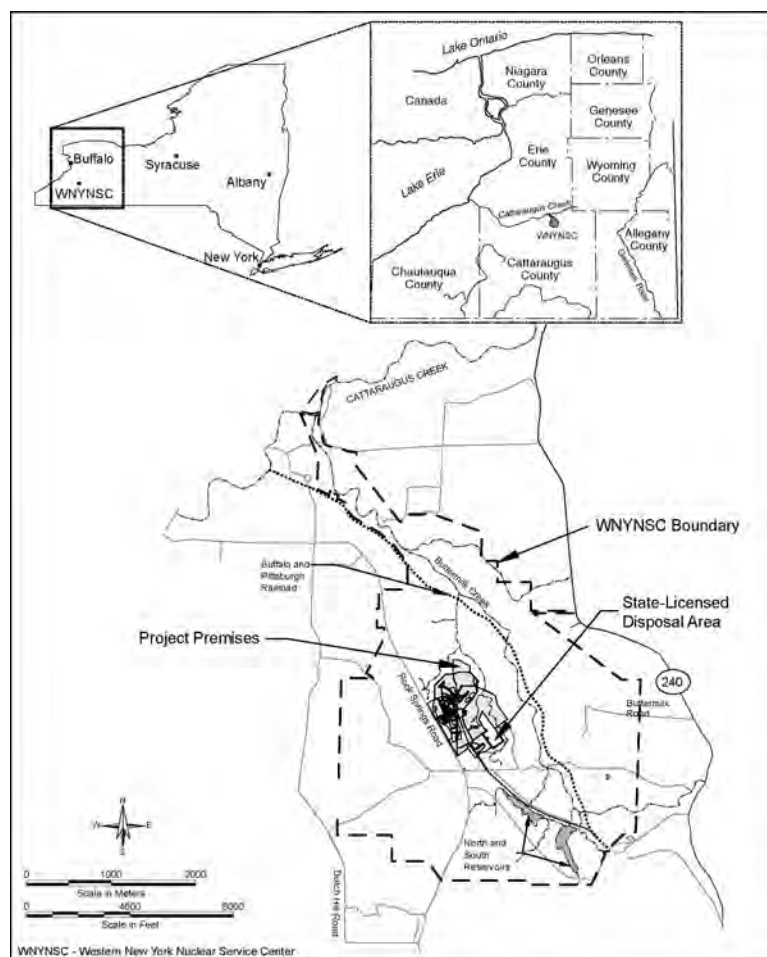 Lake Ontario
Orleans
County
Niagara
County
Canada
Genesee
County
Erie
County
Wyoming
County
Lake Erie
Cattaraugus Creek
WNYNSC
Allegany
County
Genesee River
Cattaraugus
County
Chautauqua
County
Buffalo
Syracuse
WNYNSC
Albany
New York
CATTARAUGUS CREEK
WNYNSC Boundary
Buffalo and
Pittsburgh
Railroad
Buttermilk Creek
State-Licensed
Disposal Area
Project Premises
240
Rock Springs Road
Buttermilk
Road
N
W
E
S
North and
South
Reservoirs
0
1000
2000
Scale in Meters
0
4000
8000
Scale in Feet
Dutch Hill Road
WNYNSC - Western New York Nuclear Service Center